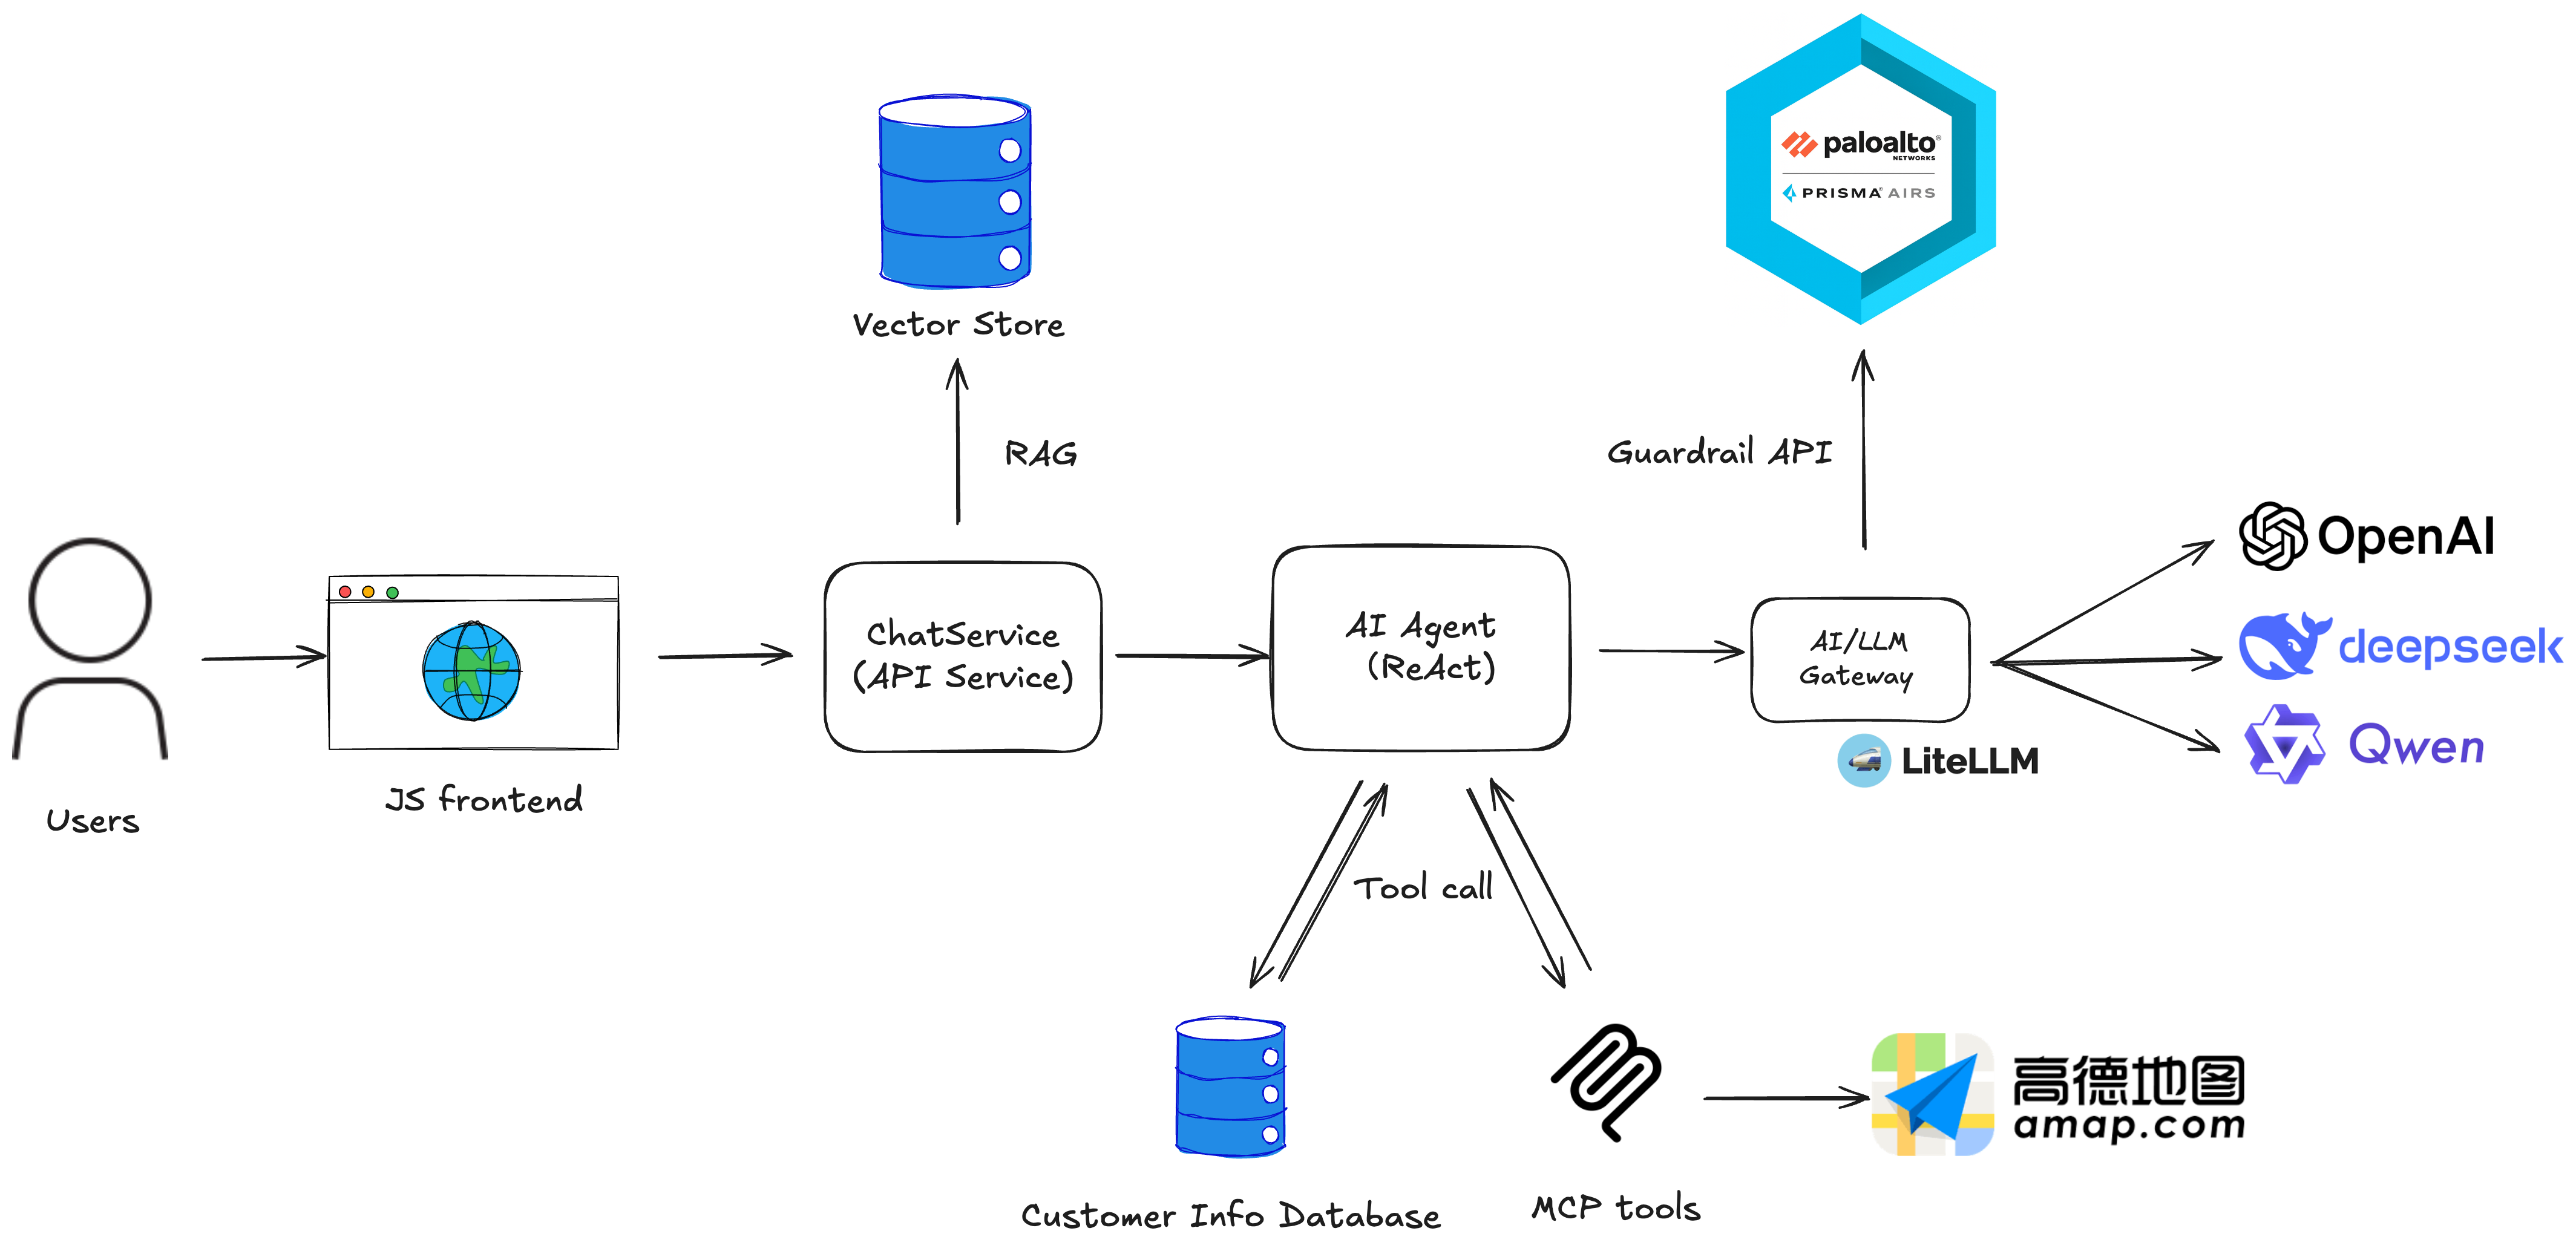 paloalto®
NETWORKS
PRISMA® AIRS
Vector Store
RAG
Guardrail API
OpenAI
ChatService
(API Service)
AI Agent
(ReAct)
AI/LLM
Gateway
deepseek
LiteLLM
Qwen
JS frontend
Users
Tool call
高德地图
amap.com
Customer Info Database
MCP tools